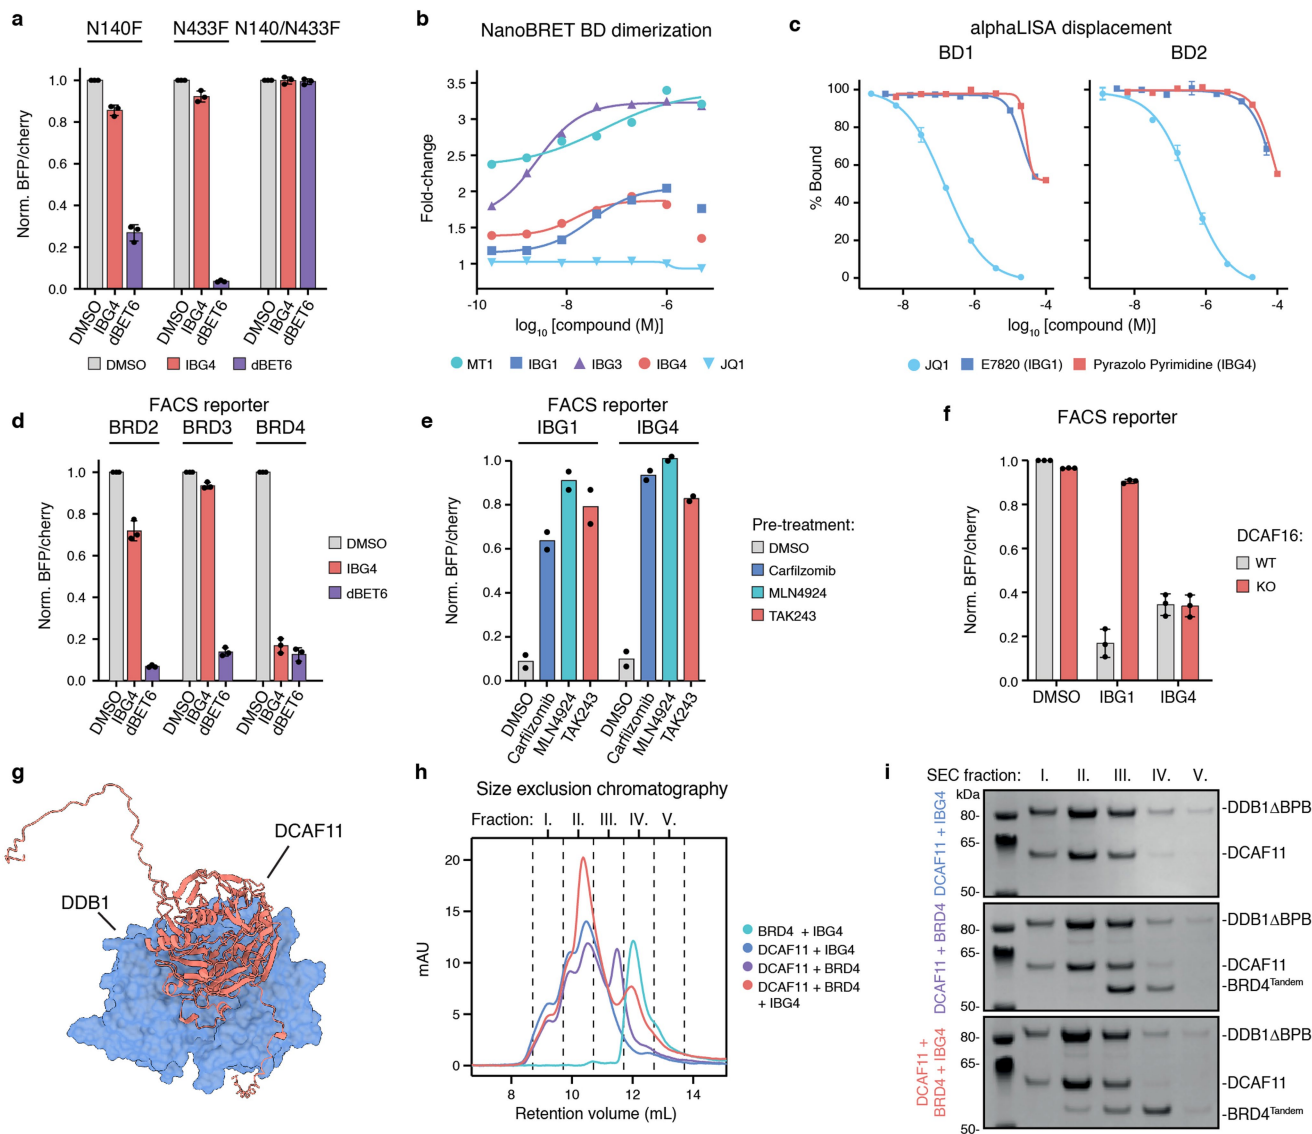 a
N140F N433F N140/N433F
Norm. BFP/cherry
1.0
0.8
0.6
0.4
0.2
0.0
DMSO IBG4 dBET6 DMSO IBG4 dBET6 DMSO IBG4 dBET6
DMSO IBG4 dBET6
b
NanoBRET BD dimerization
Fold-change
3.5
3
2.5
2
1.5
1
-10 -8 -6
log10 [compound (M)]
MT1 IBG1 IBG3 IBG4 JQ1
c
alphaLISA displacement
BD1 BD2
% Bound
100
80
60
40
20
0
-8 -6 -4 -8 -6 -4
log10 [compound (M)]
JQ1 E7820 (IBG1) Pyrazolo Pyrimidine (IBG4)
d
FACS reporter
BRD2 BRD3 BRD4
Norm. BFP/cherry
1.0
0.8
0.6
0.4
0.2
0.0
DMSO IBG4 dBET6 DMSO IBG4 dBET6 DMSO IBG4 dBET6
DMSO
IBG4
dBET6
e
FACS reporter
IBG1 IBG4
Norm. BFP/cherry
1.0
0.8
0.6
0.4
0.2
0.0
DMSO Carfilzomib MLN4924 TAK243 DMSO Carfilzomib MLN4924 TAK243
Pre-treatment:
DMSO
Carfilzomib
MLN4924
TAK243
f
FACS reporter
Norm. BFP/cherry
1.0
0.8
0.6
0.4
0.2
0.0
DMSO IBG1 IBG4
DCAF16:
WT
KO
g
DCAF11
DDB1
h
Size exclusion chromatography
Fraction: I. II. III. IV. V.
mAU
20
15
10
5
0
8 10 12 14
Retention volume (mL)
BRD4 + IBG4
DCAF11 + IBG4
DCAF11 + BRD4
DCAF11 + BRD4
+ IBG4
i
SEC fraction: I. II. III. IV. V.
kDa
DCAF11 + IBG4
80-
65-
50-
-DDB1ΔBPB
-DCAF11
DCAF11 + BRD4
80-
65-
50-
-DDB1ΔBPB
-DCAF11
-BRD4Tandem
DCAF11 +
BRD4 + IBG4
80-
65-
50-
-DDB1ΔBPB
-DCAF11
-BRD4Tandem